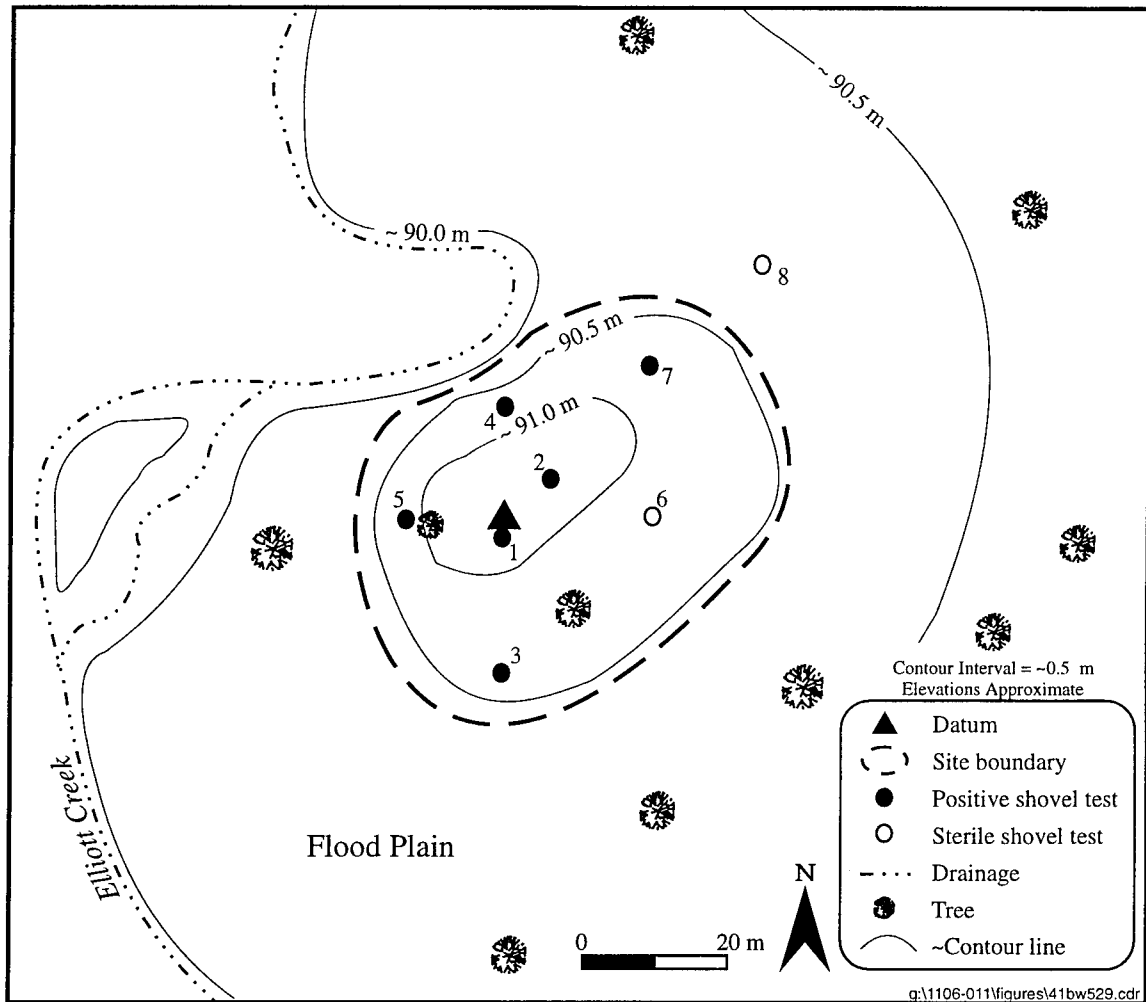 ~ 90.5 m
~ 90.0 m
8
~ 90.5 m
7
4
~ 91.0 m
2
5
6
1
3
Contour Interval = ~0.5 m
Elevations Approximate
Datum
Site boundary
Positive shovel test
Sterile shovel test
Drainage
Tree
~Contour line
Elliott Creek
Flood Plain
N
0 20 m
g:\1106-011\figures\41bw529.cdr